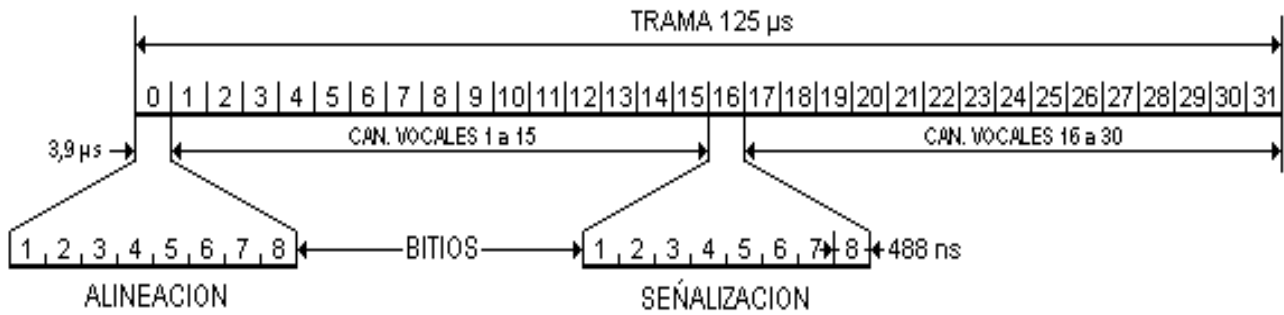 TRAMA 125 µs
0 | 1 | 2 | 3 | 4 | 5 | 6 | 7 | 8 | 9 |10|11|12|13|14|15|16|17|18|19|20|21|22|23|24|25|26|27|28|29|30|31
3,9 µs CAN. VOCALES 1 a 15 CAN. VOCALES 16 a 30
1 2 3 4 5 6 7 8 BITIOS 1 2 3 4 5 6 7 8 488 ns
ALINEACION SEÑALIZACION